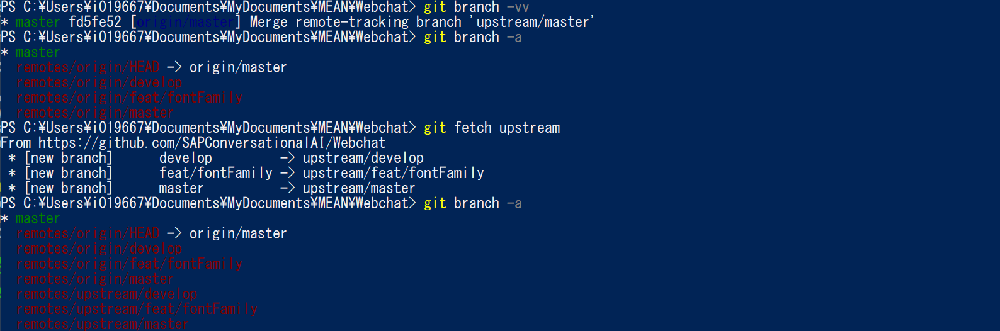 PS C:¥Users¥i019667¥Documents¥MyDocuments¥MEAN¥Webchat> git branch -vv
* master fd5fe52 [origin/master] Merge remote-tracking branch 'upstream/master'
PS C:¥Users¥i019667¥Documents¥MyDocuments¥MEAN¥Webchat> git branch -a
* master
  remotes/origin/HEAD -> origin/master
  remotes/origin/develop
  remotes/origin/feat/fontFamily
  remotes/origin/master
PS C:¥Users¥i019667¥Documents¥MyDocuments¥MEAN¥Webchat> git fetch upstream
From https://github.com/SAPConversationalAI/Webchat
 * [new branch]      develop         -> upstream/develop
 * [new branch]      feat/fontFamily -> upstream/feat/fontFamily
 * [new branch]      master          -> upstream/master
PS C:¥Users¥i019667¥Documents¥MyDocuments¥MEAN¥Webchat> git branch -a
* master
  remotes/origin/HEAD -> origin/master
  remotes/origin/develop
  remotes/origin/feat/fontFamily
  remotes/origin/master
  remotes/upstream/develop
  remotes/upstream/feat/fontFamily
  remotes/upstream/master